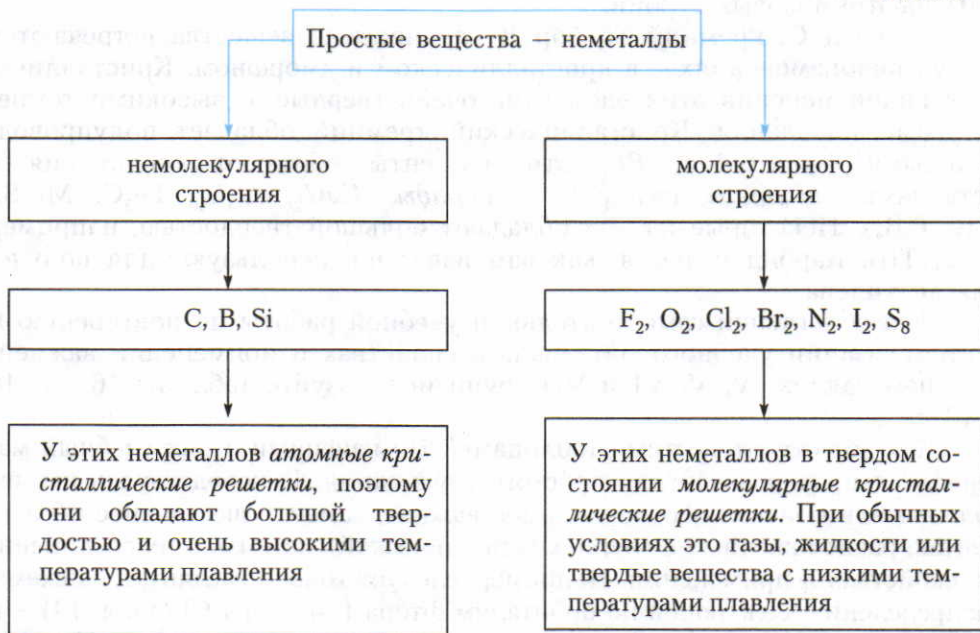 Простые вещества – неметаллы
немолекулярного
строения
молекулярного
строения
C, B, Si
F₂, O₂, Cl₂, Br₂, N₂, I₂, S₈
У этих неметаллов атомные кри-
сталлические решетки, поэтому
они обладают большой твер-
достью и очень высокими тем-
пературами плавления
У этих неметаллов в твёрдом со-
стоянии молекулярные кристал-
лические решетки. При обычных
условиях это газы, жидкости или
твердые вещества с низкими тем-
пературами плавления